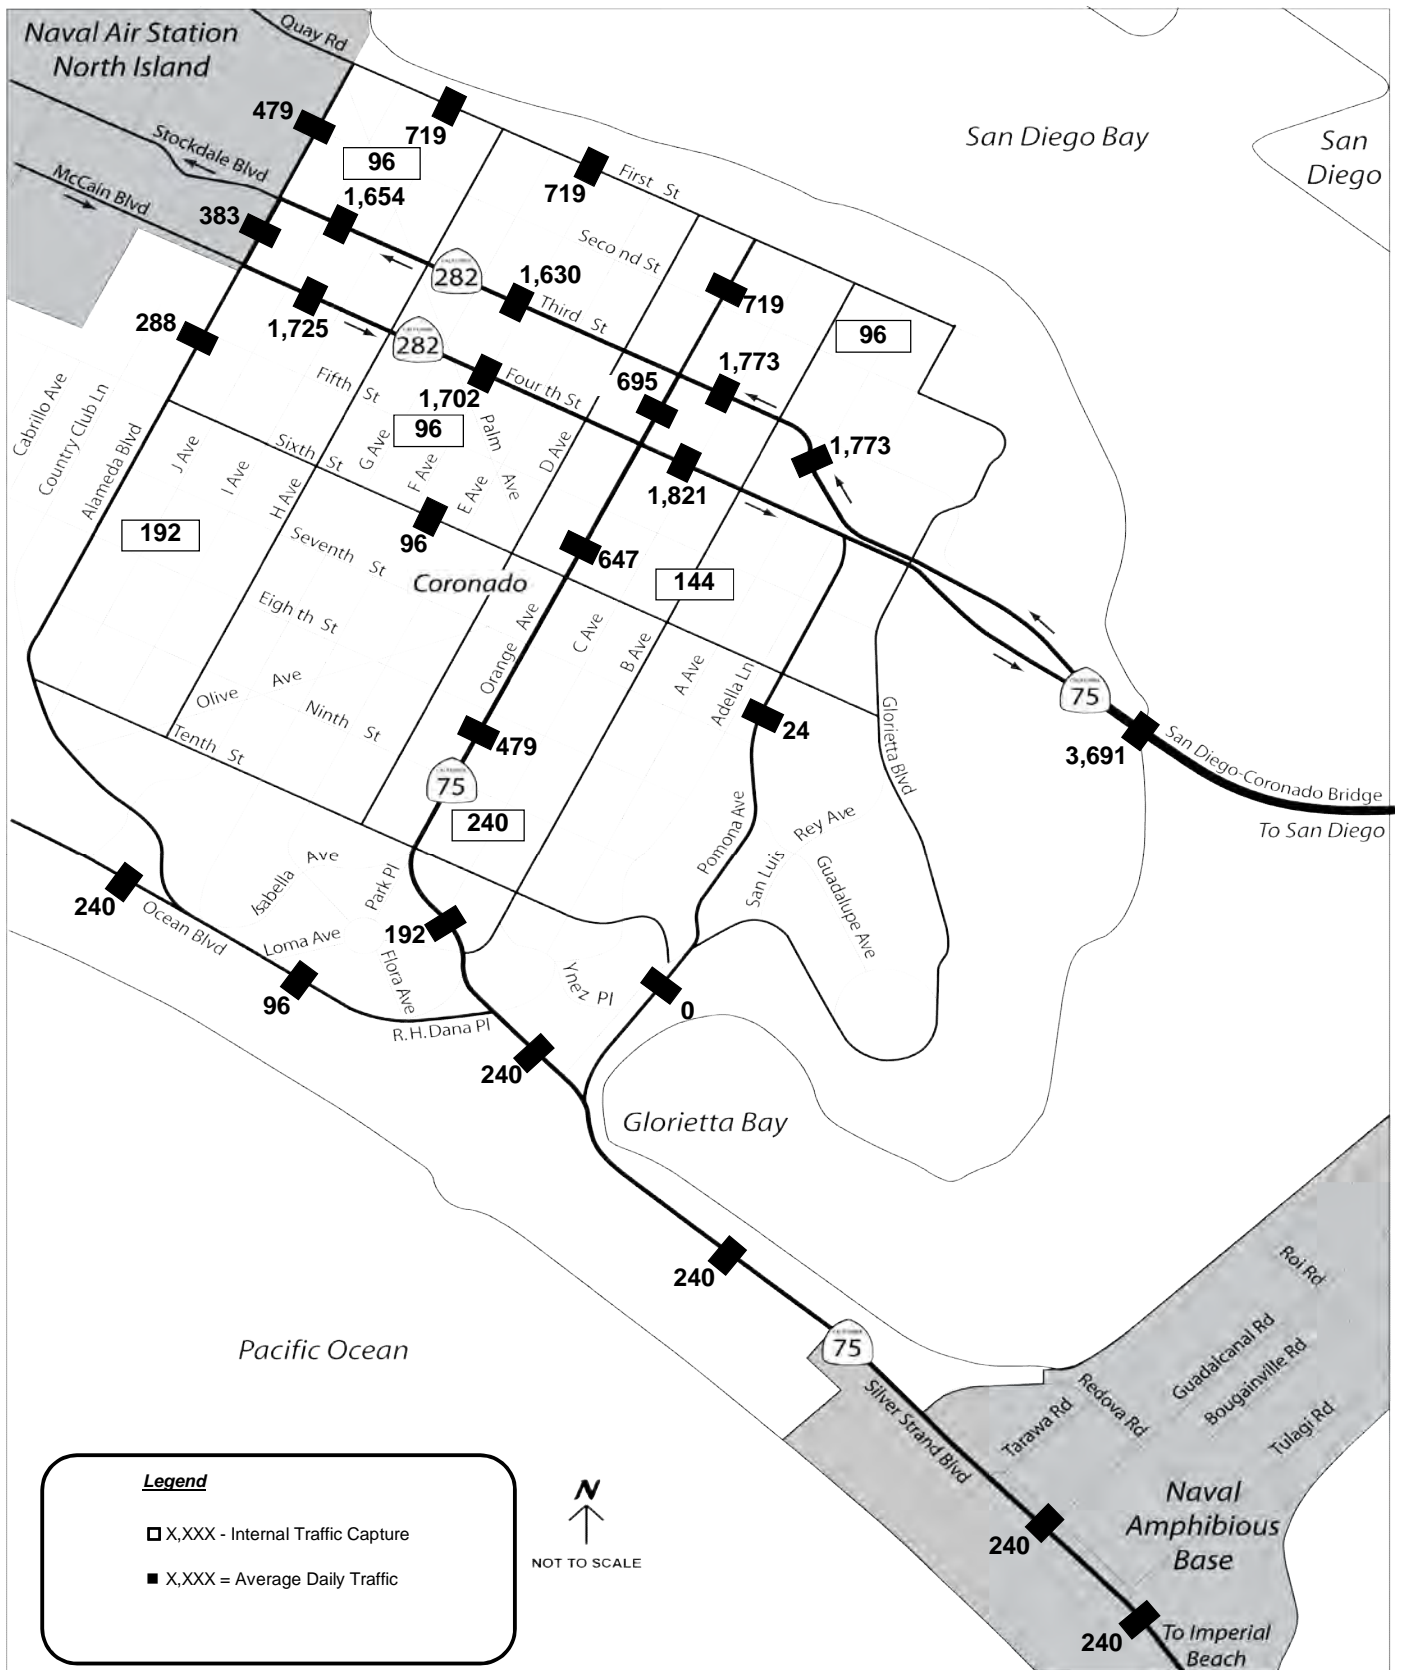 Naval Air Station
North Island
Quay Rd
San Diego Bay
San
Diego
479
719
96
Stockdale Blvd
McCain Blvd
1,654
383
719
First St
Second St
282
1,630
719
Third St
288
1,725
282
96
1,773
695
Fifth St
1,702
Fourth St
Cabrillo Ave
Country Club Ln
Alameda Blvd
J Ave
I Ave
H Ave
Sixth St
G Ave
96
F Ave
E Ave
Palm Ave
D Ave
1,821
1,773
192
96
Seventh St
647
Coronado
144
Eighth St
Orange Ave
C Ave
B Ave
A Ave
Adella Ln
Olive Ave
Ninth St
Tenth St
479
24
Glorietta Blvd
75
3,691
San Diego-Coronado Bridge
To San Diego
75
240
Pomona Ave
San Luis Rey Ave
Guadalupe Ave
Isabella Ave
Park Pl
240
Ocean Blvd
Loma Ave
192
Flora Ave
Ynez Pl
96
R.H.Dana Pl
0
240
Glorietta Bay
240
75
Pacific Ocean
Silver Strand Blvd
Roi Rd
Guadalcanal Rd
Bougainville Rd
Redova Rd
Tarawa Rd
Tulagi Rd
Naval
Amphibious
Base
240
240
To Imperial
Beach
Legend
X,XXX - Internal Traffic Capture
X,XXX = Average Daily Traffic
N
NOT TO SCALE